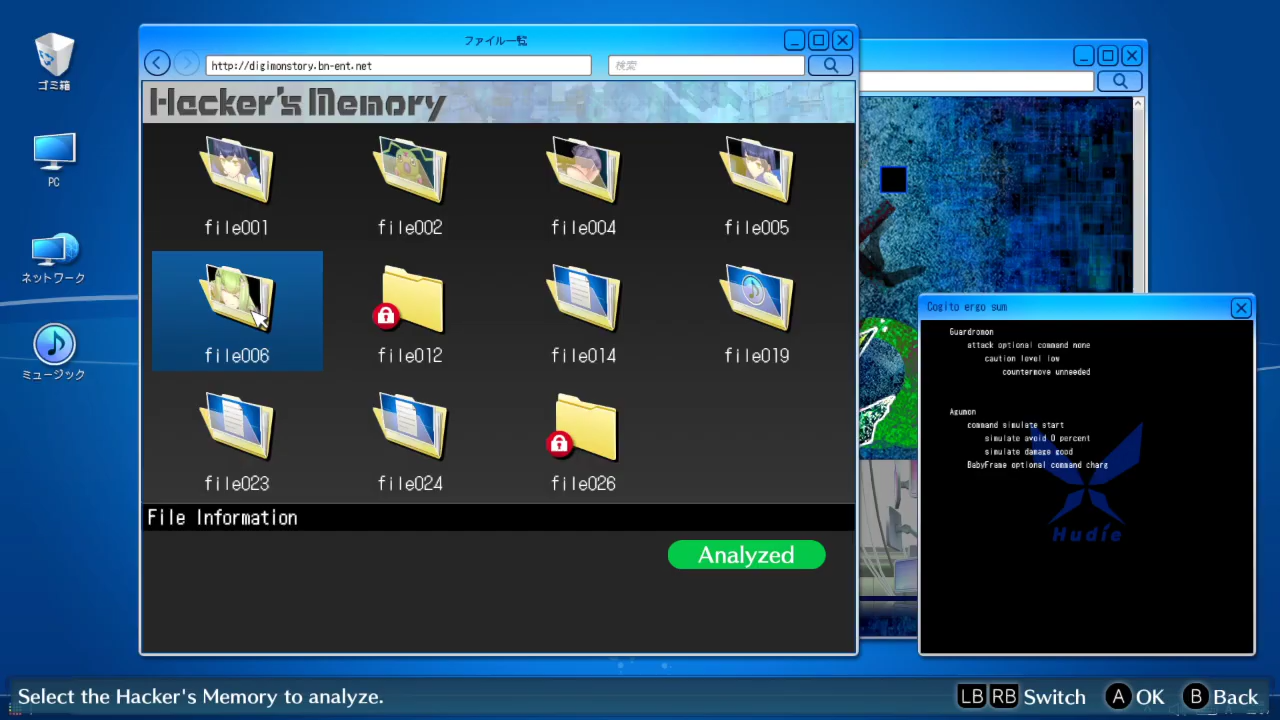 ゴミ箱
PC
ネットワーク
ミュージック
ファイル一覧
http://digimonstory.bn-ent.net
検索
Hacker's Memory
file001
file002
file004
file005
file006
file012
file014
file019
file023
file024
file026
File Information
Analyzed
Cogito ergo sum
Guardromon
attack optional command none
caution level low
countermove unneeded
Agumon
command simulate start
simulate avoid 0 percent
simulate damage good
BabyFrame optional command charg
Hudie
Select the Hacker's Memory to analyze.
LB RB Switch A OK B Back